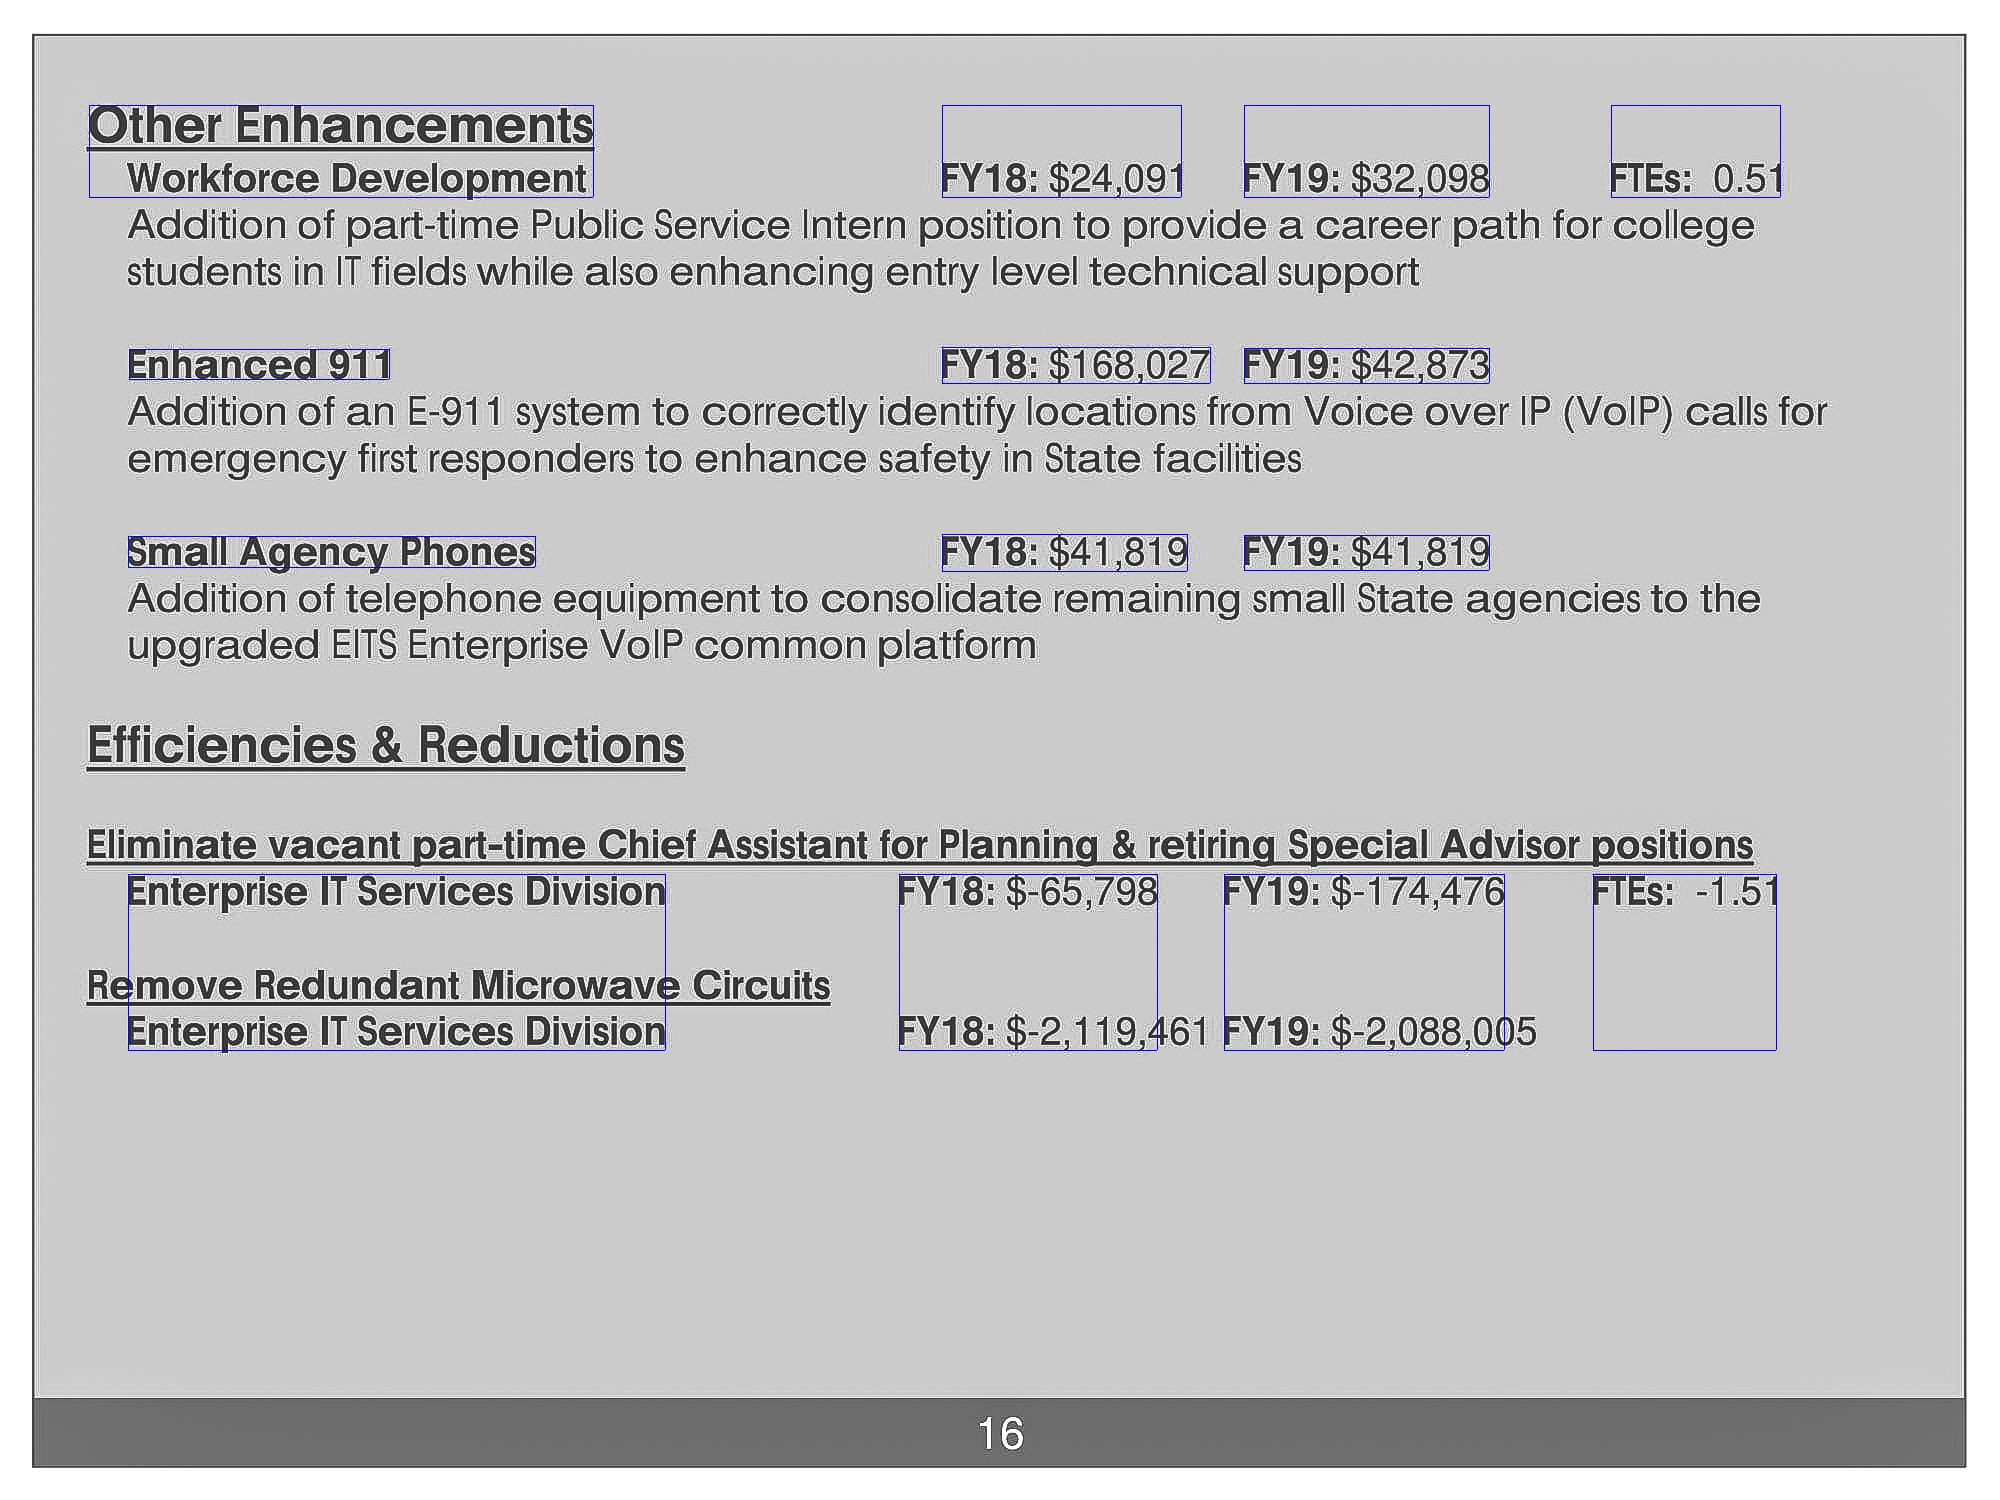 Other Enhancements
Workforce Development FY18: $24,091 FY19: $32,098 FTEs: 0.51
Addition of part-time Public Service Intern position to provide a career path for college
students in IT fields while also enhancing entry level technical support
Enhanced 911 FY18: $168,027 FY19: $42,873
Addition of an E-911 system to correctly identify locations from Voice over IP (VoIP) calls for
emergency first responders to enhance safety in State facilities
Small Agency Phones FY18: $41,819 FY19: $41,819
Addition of telephone equipment to consolidate remaining small State agencies to the
upgraded EITS Enterprise VoIP common platform
Efficiencies & Reductions
Eliminate vacant part-time Chief Assistant for Planning & retiring Special Advisor positions
Enterprise IT Services Division FY18: $-65,798 FY19: $-174,476 FTEs: -1.51
Remove Redundant Microwave Circuits
Enterprise IT Services Division FY18: $-2,119,461 FY19: $-2,088,005
16